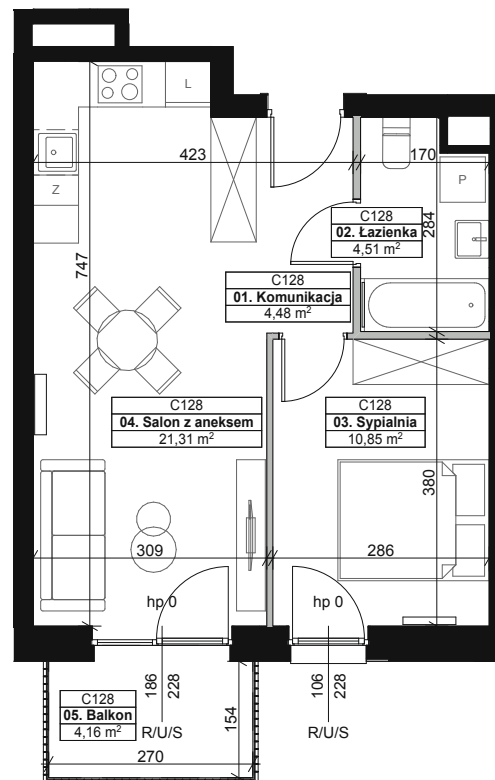 L
423
170
Z
P
C128
02. Łazienka
4,51 m²
284
747
C128
01. Komunikacja
4,48 m²
C128
04. Salon z aneksem
21,31 m²
C128
03. Sypialnia
10,85 m²
380
309
286
hp 0
hp 0
186
228
106
228
C128
05. Balkon
4,16 m²
R/U/S
154
R/U/S
270